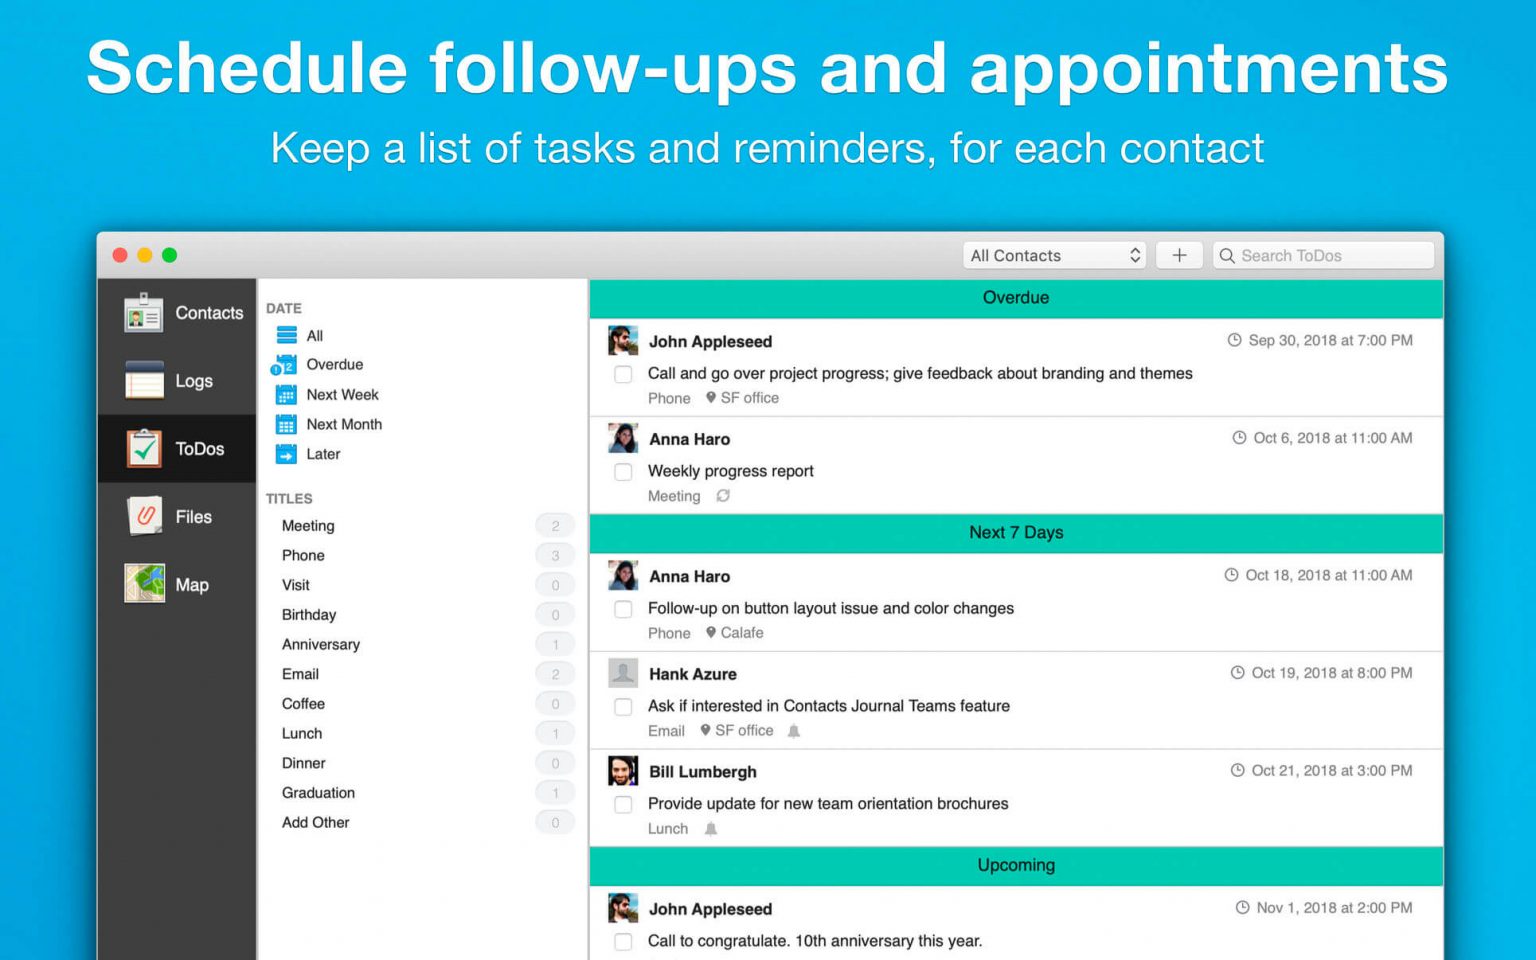 Schedule follow-ups and appointments
Keep a list of tasks and reminders, for each contact
All Contacts
+
Search ToDos
Contacts
Logs
ToDos
Files
Map
DATE
All
Overdue
Next Week
Next Month
Later
TITLES
Meeting 2
Phone 3
Visit 0
Birthday 0
Anniversary 1
Email 2
Coffee 0
Lunch 1
Dinner 0
Graduation 1
Add Other 0
Overdue
John Appleseed Sep 30, 2018 at 7:00 PM
Call and go over project progress; give feedback about branding and themes
Phone SF office
Anna Haro Oct 6, 2018 at 11:00 AM
Weekly progress report
Meeting
Next 7 Days
Anna Haro Oct 18, 2018 at 11:00 AM
Follow-up on button layout issue and color changes
Phone Calafe
Hank Azure Oct 19, 2018 at 8:00 PM
Ask if interested in Contacts Journal Teams feature
Email SF office
Bill Lumbergh Oct 21, 2018 at 3:00 PM
Provide update for new team orientation brochures
Lunch
Upcoming
John Appleseed Nov 1, 2018 at 2:00 PM
Call to congratulate. 10th anniversary this year.